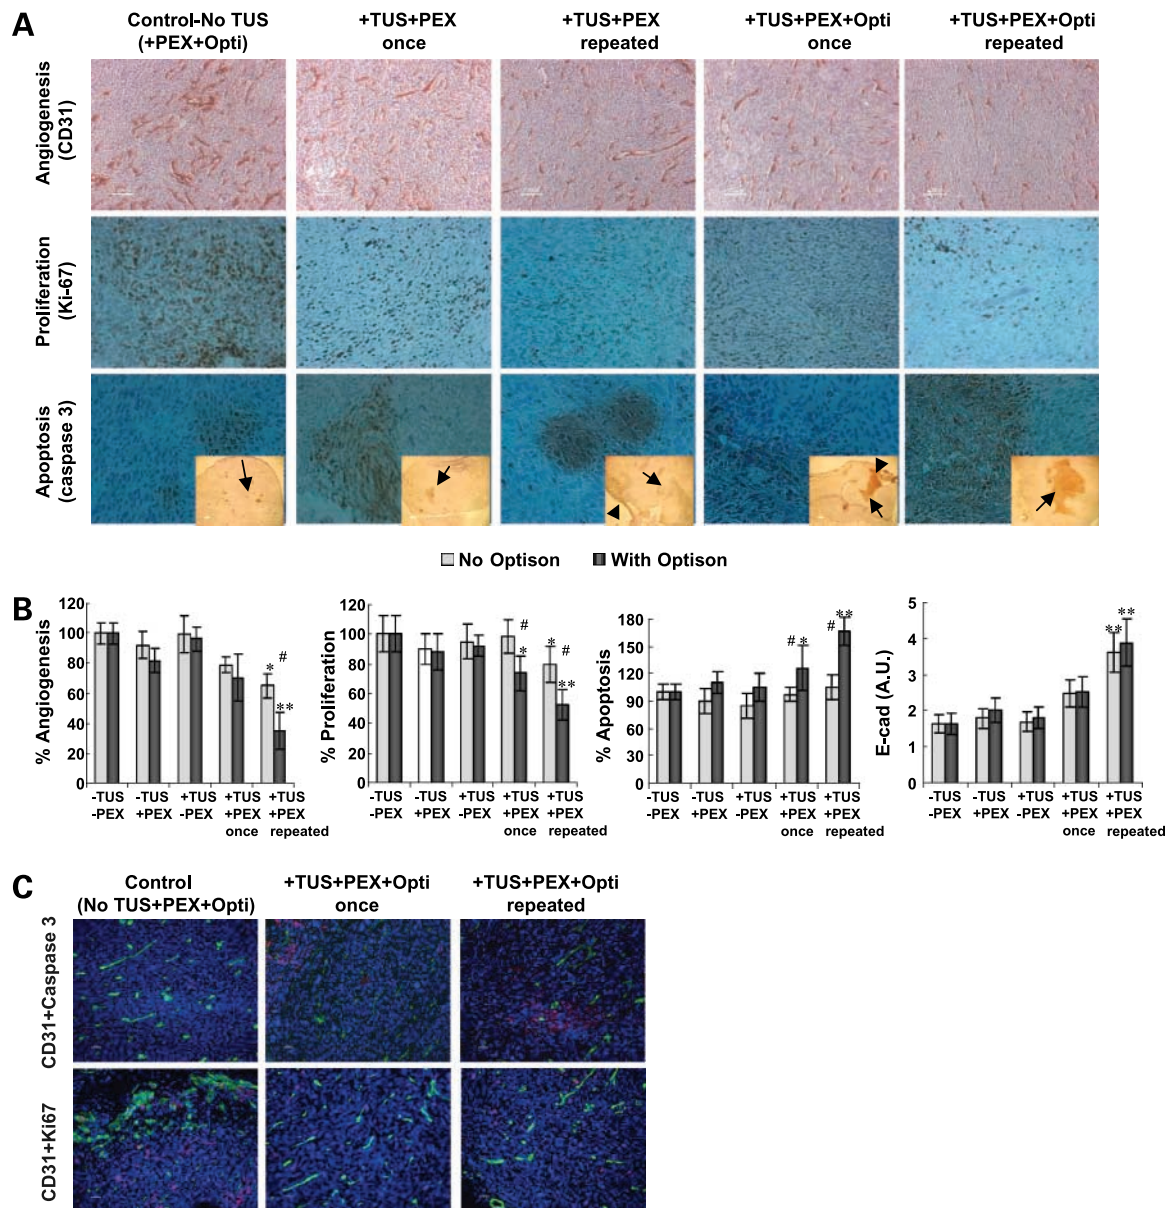 A
Control-No TUS
(+PEX+Opti)
+TUS+PEX
once
+TUS+PEX
repeated
+TUS+PEX+Opti
once
+TUS+PEX+Opti
repeated
Angiogenesis
(CD31)
Proliferation
(Ki-67)
Apoptosis
(caspase 3)
No Optison
With Optison
B
% Angiogenesis
120
100
80
60
40
20
0
*
#
**
-TUS
-PEX
-TUS
+PEX
+TUS
-PEX
+TUS
+PEX
once
+TUS
+PEX
repeated
% Proliferation
120
100
80
60
40
20
0
#
*
*
#
**
-TUS
-PEX
-TUS
+PEX
+TUS
-PEX
+TUS
+PEX
once
+TUS
+PEX
repeated
% Apoptosis
210
180
150
120
90
60
30
0
#
*
#
**
-TUS
-PEX
-TUS
+PEX
+TUS
-PEX
+TUS
+PEX
once
+TUS
+PEX
repeated
E-cad (A.U.)
5
4
3
2
1
0
**
**
-TUS
-PEX
-TUS
+PEX
+TUS
-PEX
+TUS
+PEX
once
+TUS
+PEX
repeated
C
Control
(No TUS+PEX+Opti)
+TUS+PEX+Opti
once
+TUS+PEX+Opti
repeated
CD31+Caspase 3
CD31+Ki67